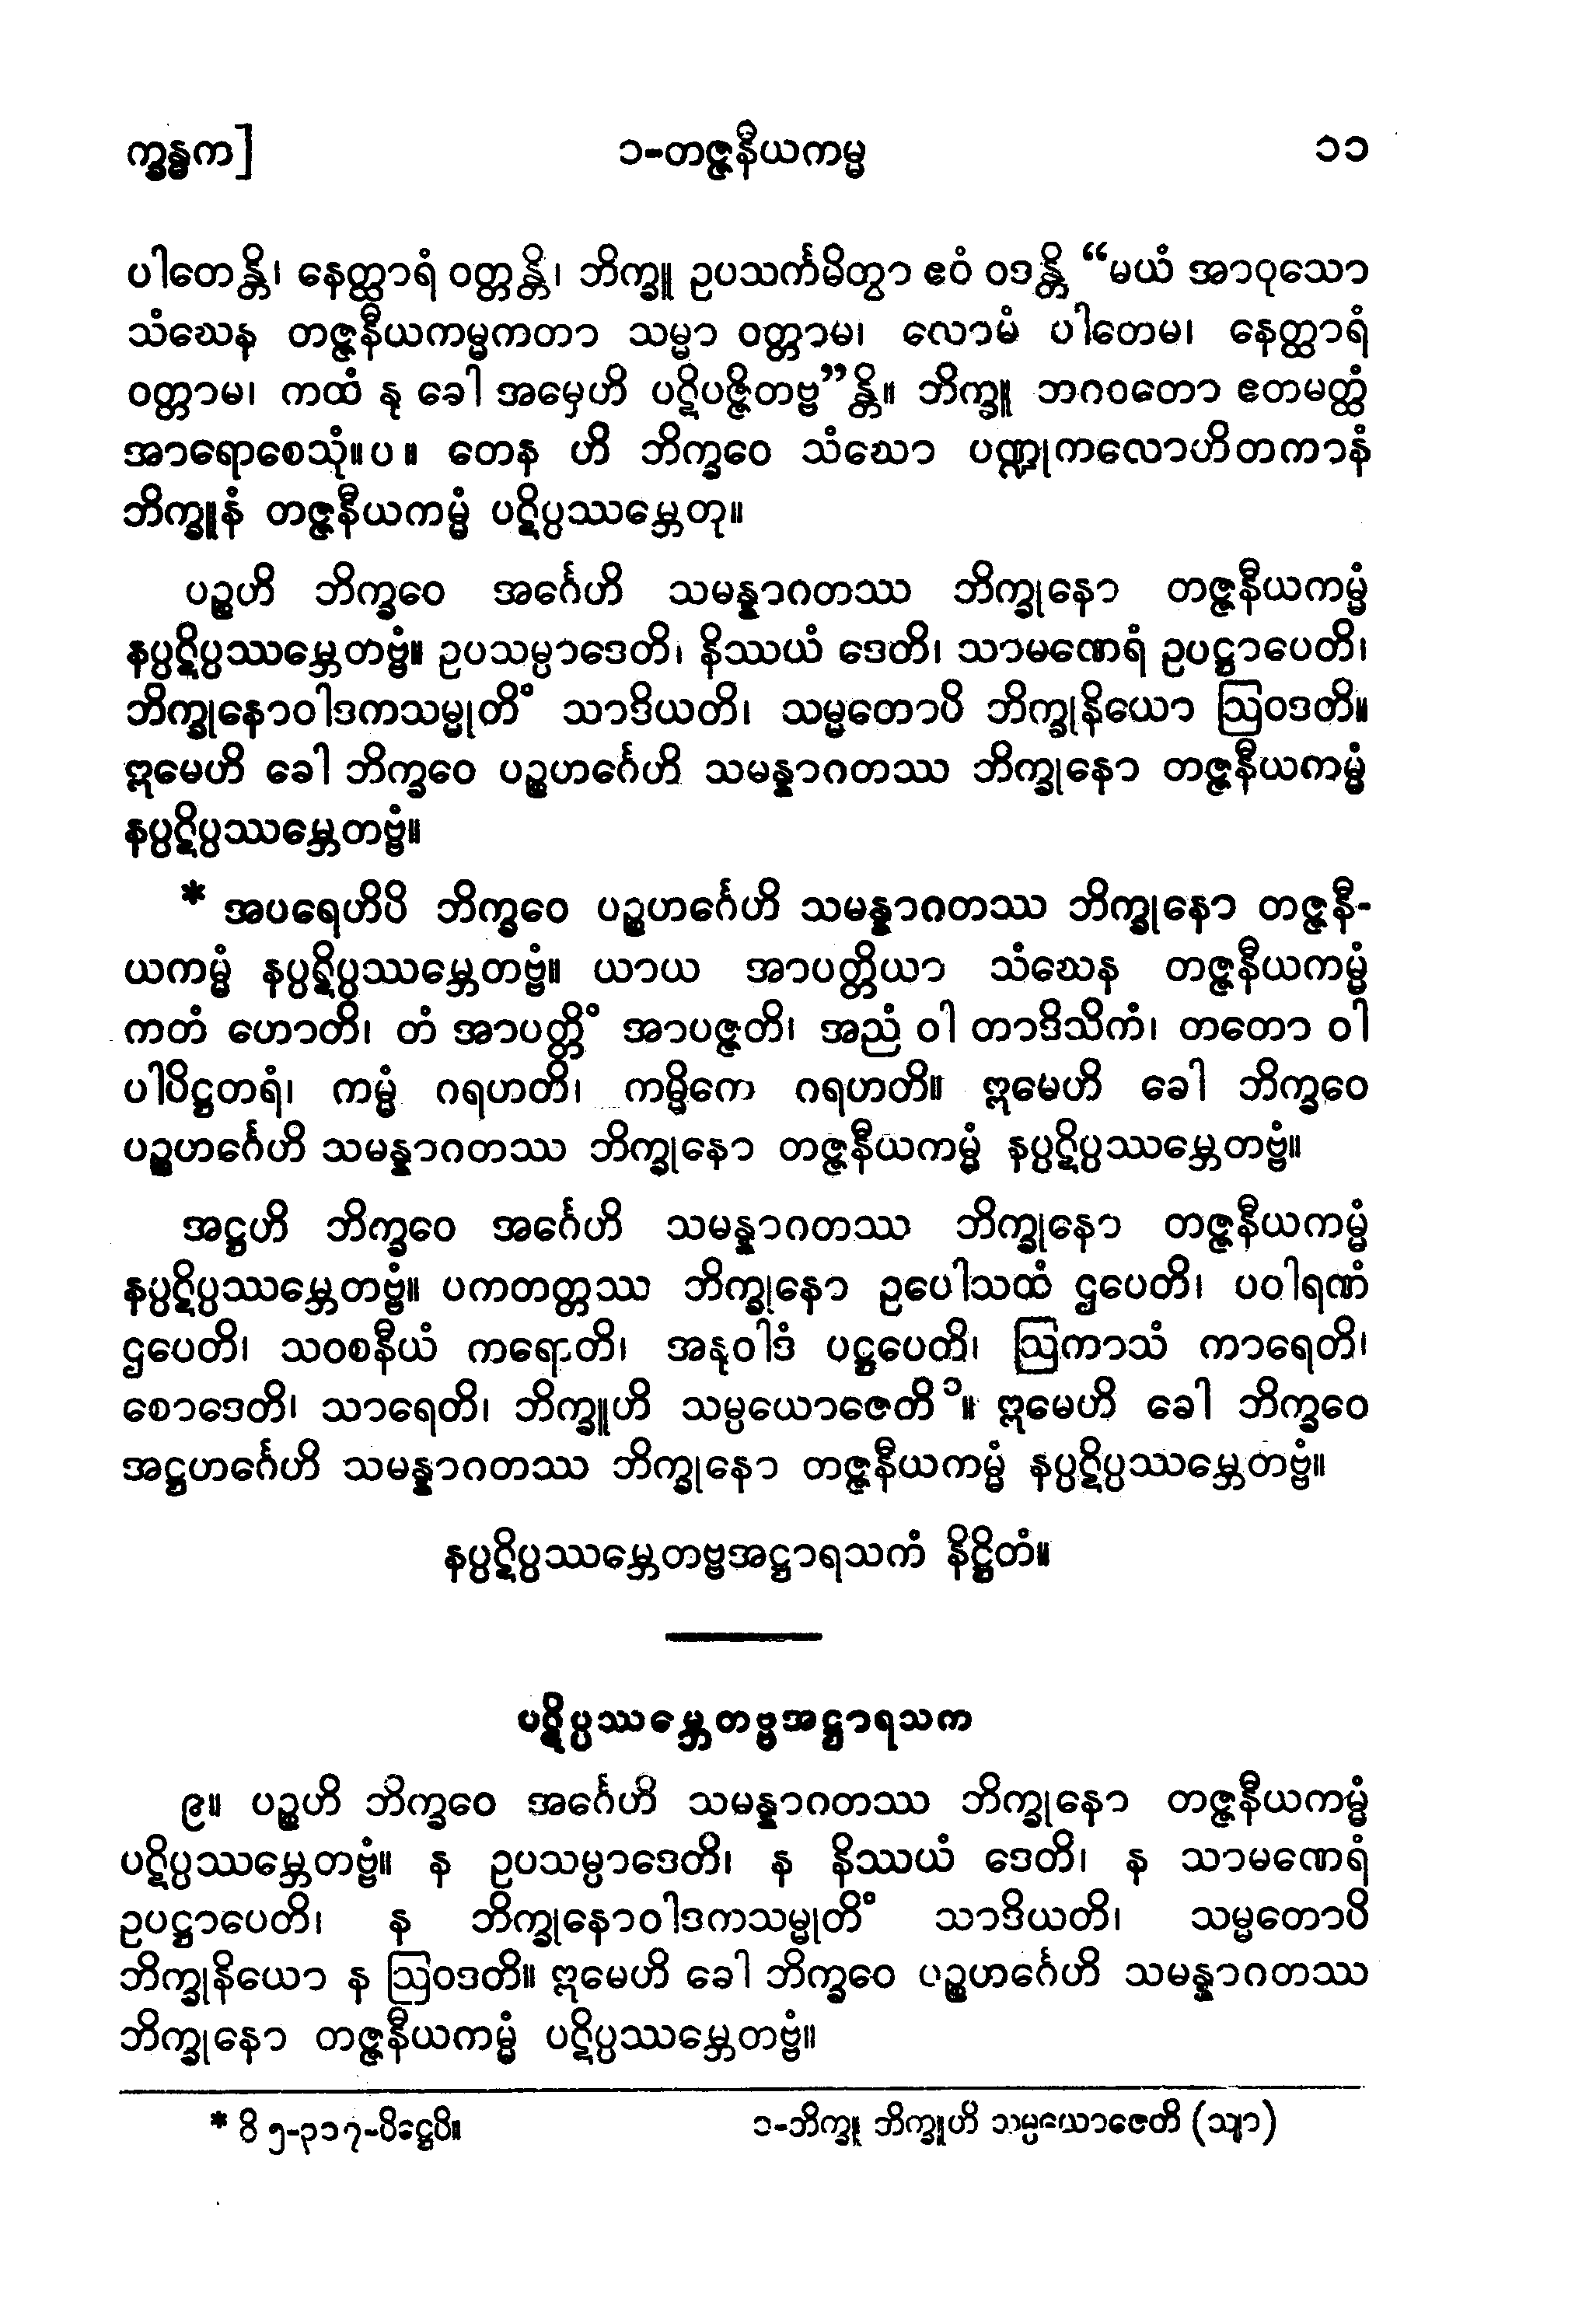 က္ခန္ဓက] ၁-တဇ္ဇနီယကမ္မ ၁၁
ပါတေန္တိ၊ နေတ္ထာရံ ဝတ္တန္တိ၊ ဘိက္ခူ ဥပသင်္ကမိတွာ ဧဝံ ဝဒန္တိ “မယံ အာဝုသော
သံဃေန တဇ္ဇနီယကမ္မကတာ သမ္မာ ဝတ္တာမ၊ လောမံ ပါတေမ၊ နေတ္ထာရံ
ဝတ္တာမ၊ ကထံ နု ခေါ အမှေဟိ ပဋိပဇ္ဇိတဗ္ဗ”န္တိ။ ဘိက္ခူ ဘဂဝတော ဧတမတ္ထံ
အာရောစေသုံ။ပ။ တေန ဟိ ဘိက္ခဝေ သံဃော ပဏ္ဍုကလောဟိတကာနံ
ဘိက္ခူနံ တဇ္ဇနီယကမ္မံ ပဋိပ္ပဿမ္ဘေတု။
ပဉ္စဟိ ဘိက္ခဝေ အင်္ဂေဟိ သမန္နာဂတဿ ဘိက္ခုနော တဇ္ဇနီယကမ္မံ
နပ္ပဋိပ္ပဿမ္ဘေတဗ္ဗံ။ ဥပသမ္ပာဒေတိ၊ နိဿယံ ဒေတိ၊ သာမဏေရံ ဥပဋ္ဌာပေတိ၊
ဘိက္ခုနောဝါဒကသမ္မုတိံ သာဒိယတိ၊ သမ္မတောပိ ဘိက္ခုနိယော ဩဝဒတိ။
ဣမေဟိ ခေါ ဘိက္ခဝေ ပဉ္စဟင်္ဂေဟိ သမန္နာဂတဿ ဘိက္ခုနော တဇ္ဇနီယကမ္မံ
နပ္ပဋိပ္ပဿမ္ဘေတဗ္ဗံ။
* အပရေဟိပိ ဘိက္ခဝေ ပဉ္စဟင်္ဂေဟိ သမန္နာဂတဿ ဘိက္ခုနော တဇ္ဇနီ-
ယကမ္မံ နပ္ပဋိပ္ပဿမ္ဘေတဗ္ဗံ။ ယာယ အာပတ္တိယာ သံဃေန တဇ္ဇနီယကမ္မံ
ကတံ ဟောတိ၊ တံ အာပတ္တိံ အာပဇ္ဇတိ၊ အညံ ဝါ တာဒိသိကံ၊ တတော ဝါ
ပါပိဋ္ဌတရံ၊ ကမ္မံ ဂရဟတိ၊ ကမ္မိကေ ဂရဟတိ။ ဣမေဟိ ခေါ ဘိက္ခဝေ
ပဉ္စဟင်္ဂေဟိ သမန္နာဂတဿ ဘိက္ခုနော တဇ္ဇနီယကမ္မံ နပ္ပဋိပ္ပဿမ္ဘေတဗ္ဗံ။
အဋ္ဌဟိ ဘိက္ခဝေ အင်္ဂေဟိ သမန္နာဂတဿ ဘိက္ခုနော တဇ္ဇနီယကမ္မံ
နပ္ပဋိပ္ပဿမ္ဘေတဗ္ဗံ။ ပကတတ္တဿ ဘိက္ခုနော ဥပေါသထံ ဌပေတိ၊ ပဝါရဏံ
ဌပေတိ၊ သဝစနီယံ ကရောတိ၊ အနုဝါဒံ ပဋ္ဌပေတိ၊ ဩကာသံ ကာရေတိ၊
စောဒေတိ၊ သာရေတိ၊ ဘိက္ခူဟိ သမ္ပယောဇေတိ ၁။ ဣမေဟိ ခေါ ဘိက္ခဝေ
အဋ္ဌဟင်္ဂေဟိ သမန္နာဂတဿ ဘိက္ခုနော တဇ္ဇနီယကမ္မံ နပ္ပဋိပ္ပဿမ္ဘေတဗ္ဗံ။
နပ္ပဋိပ္ပဿမ္ဘေတဗ္ဗအဋ္ဌာရသကံ နိဋ္ဌိတံ။
ပဋိပ္ပဿမ္ဘေတဗ္ဗအဋ္ဌာရသက
၉။ ပဉ္စဟိ ဘိက္ခဝေ အင်္ဂေဟိ သမန္နာဂတဿ ဘိက္ခုနော တဇ္ဇနီယကမ္မံ
ပဋိပ္ပဿမ္ဘေတဗ္ဗံ။ န ဥပသမ္ပာဒေတိ၊ န နိဿယံ ဒေတိ၊ န သာမဏေရံ
ဥပဋ္ဌာပေတိ၊ န ဘိက္ခုနောဝါဒကသမ္မုတိံ သာဒိယတိ၊ သမ္မတောပိ
ဘိက္ခုနိယော န ဩဝဒတိ။ ဣမေဟိ ခေါ ဘိက္ခဝေ ပဉ္စဟင်္ဂေဟိ သမန္နာဂတဿ
ဘိက္ခုနော တဇ္ဇနီယကမ္မံ ပဋိပ္ပဿမ္ဘေတဗ္ဗံ။
* ဝိ ၅-၃၁၇-ပိဋ္ဌေပိ။ ၁-ဘိက္ခူ ဘိက္ခူဟိ သမ္ပယောဇေတိ (သျာ)